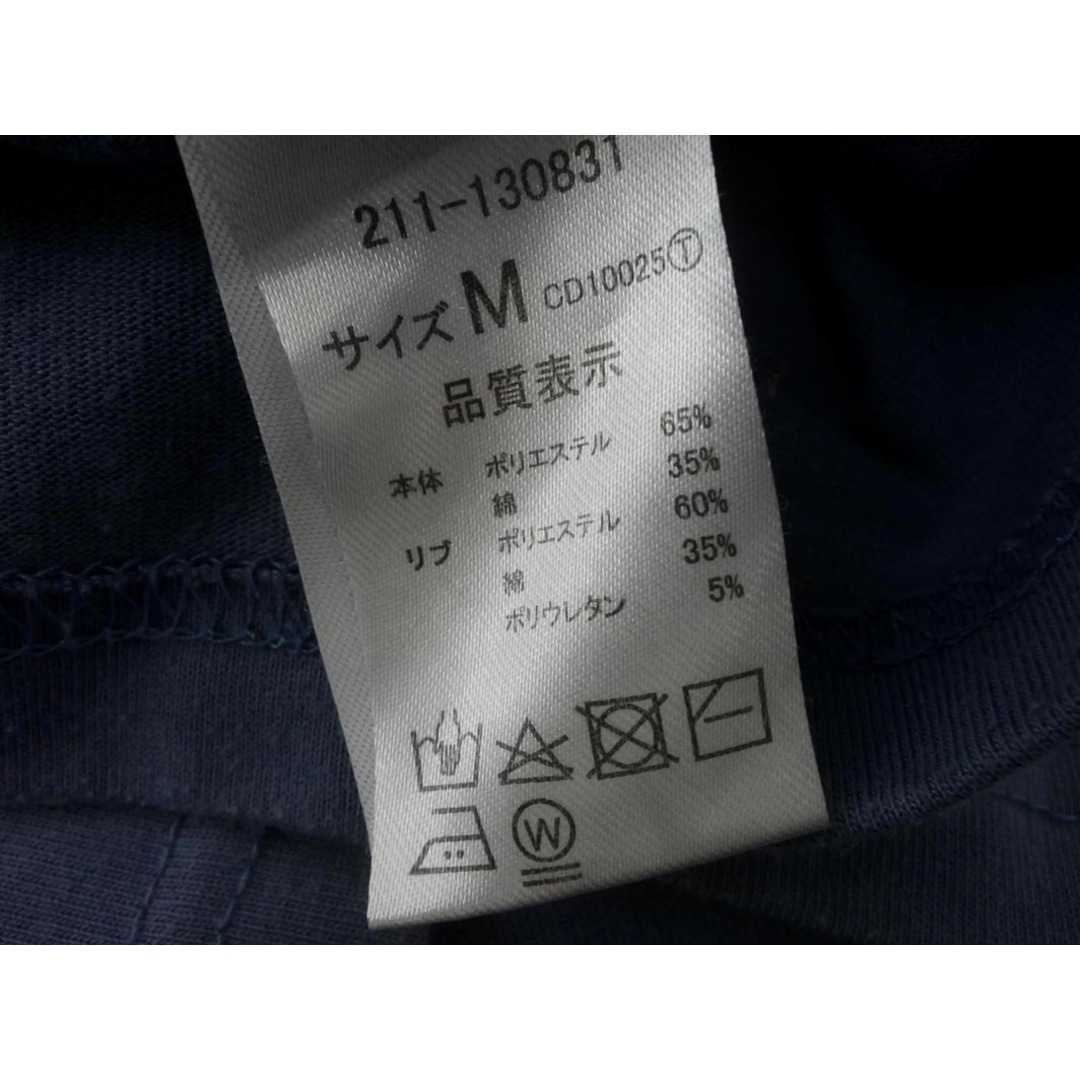 211-130831
サイズ M CD10025Ⓣ
品質表示
本体 ポリエステル 65%
綿 35%
リブ ポリエステル 60%
綿 35%
ポリウレタン 5%
W